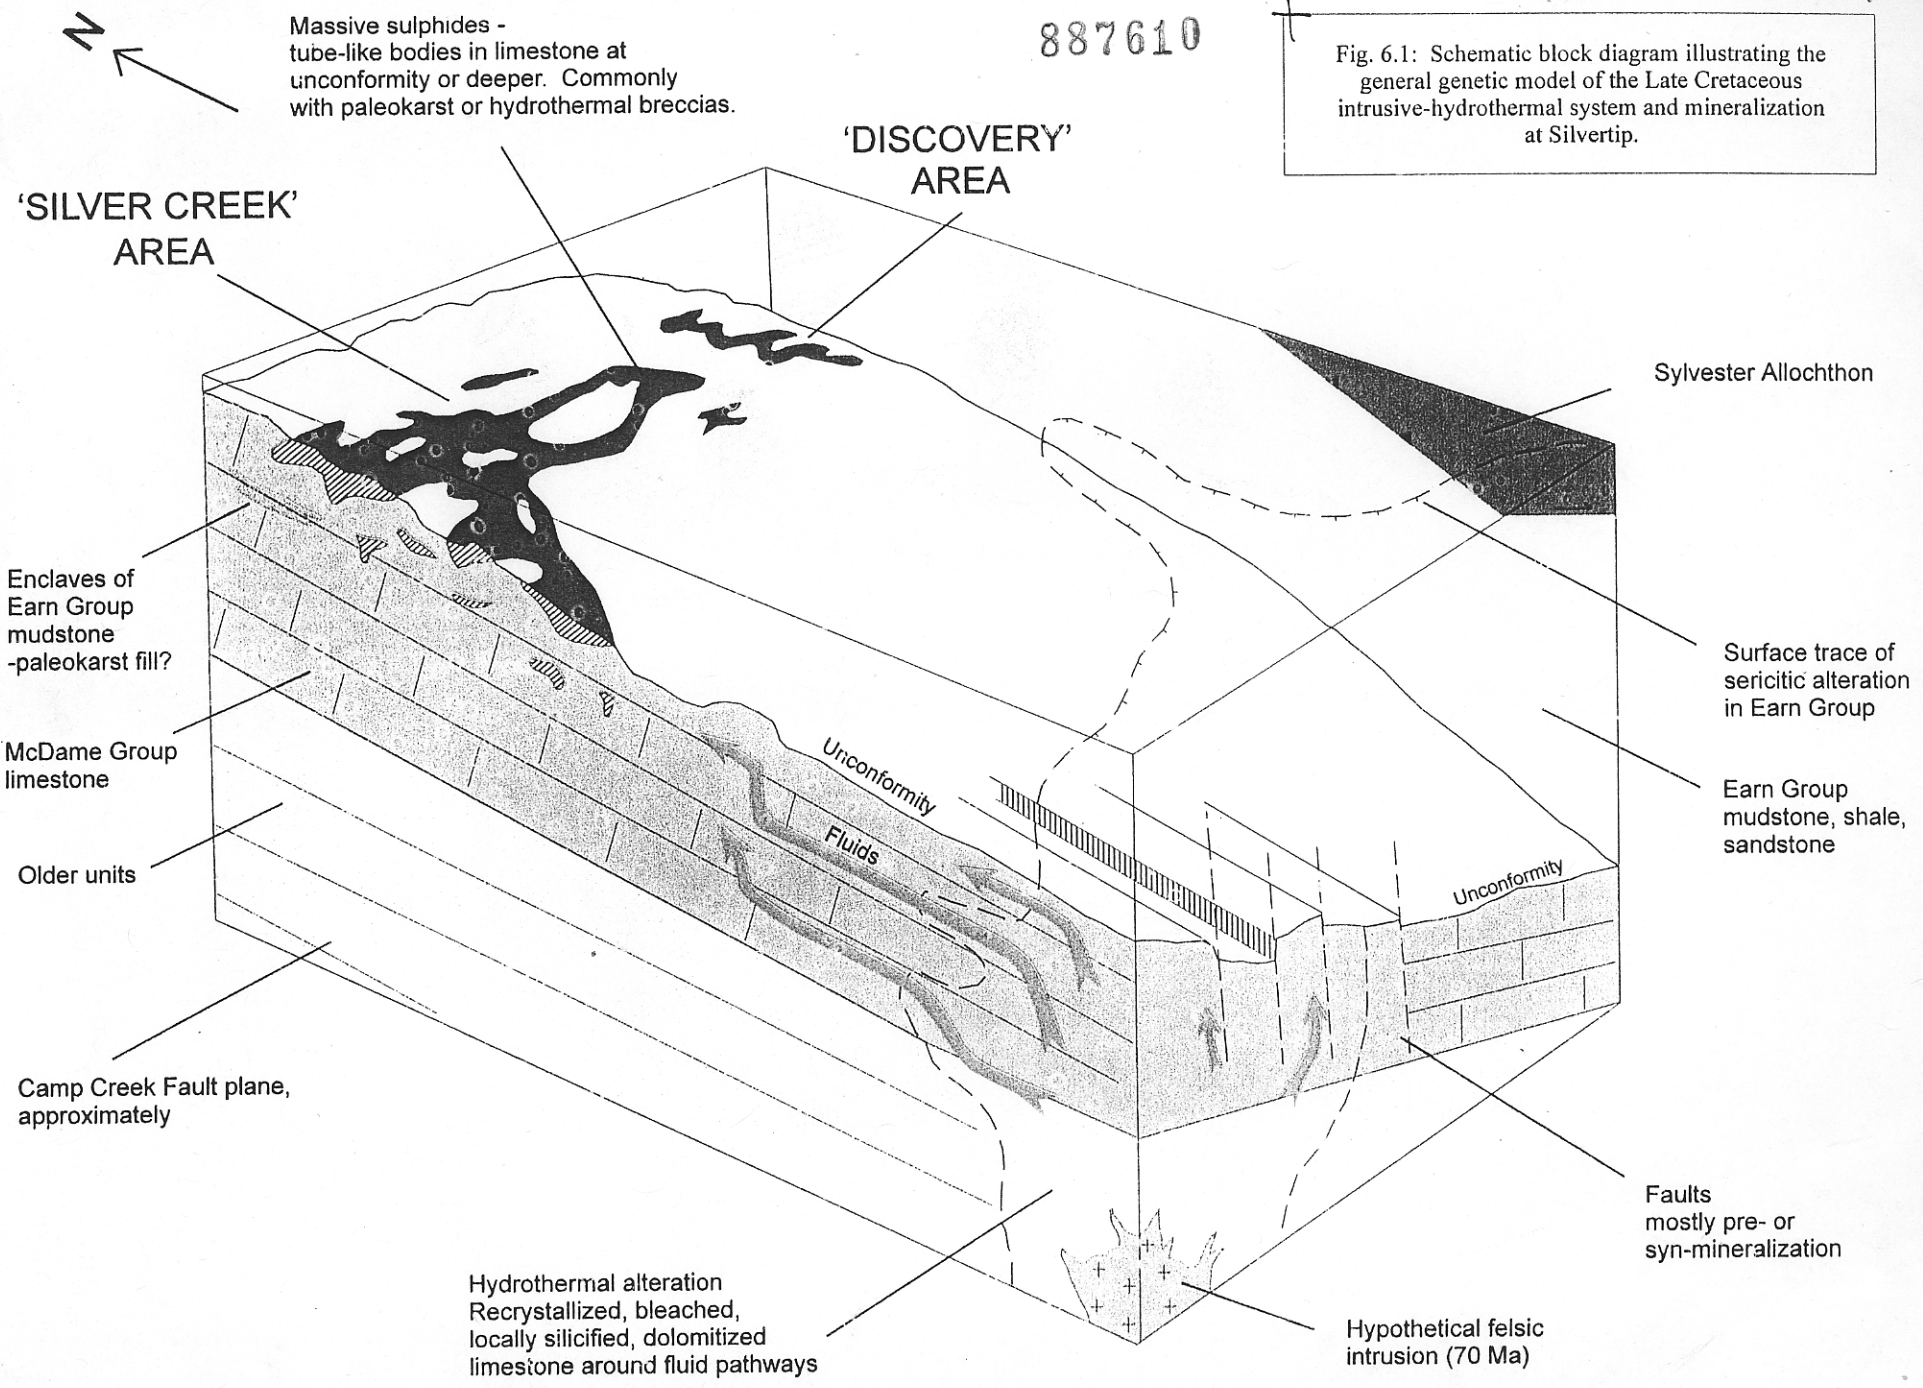 N
Massive sulphides -
tube-like bodies in limestone at
unconformity or deeper. Commonly
with paleokarst or hydrothermal breccias.
887610
Fig. 6.1: Schematic block diagram illustrating the
general genetic model of the Late Cretaceous
intrusive-hydrothermal system and mineralization
at Silvertip.
'DISCOVERY'
AREA
'SILVER CREEK'
AREA
Sylvester Allochthon
Enclaves of
Earn Group
mudstone
-paleokarst fill?
Surface trace of
sericitic alteration
in Earn Group
McDame Group
limestone
Unconformity
Earn Group
mudstone, shale,
sandstone
Fluids
Older units
Unconformity
Camp Creek Fault plane,
approximately
Faults
mostly pre- or
syn-mineralization
Hydrothermal alteration
Recrystallized, bleached,
locally silicified, dolomitized
limestone around fluid pathways
Hypothetical felsic
intrusion (70 Ma)